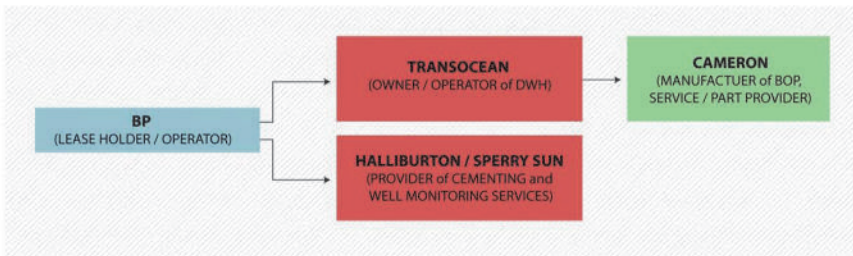 BP
(LEASE HOLDER / OPERATOR)
TRANSOCEAN
(OWNER / OPERATOR of DWH)
HALLIBURTON / SPERRY SUN
(PROVIDER of CEMENTING and
WELL MONITORING SERVICES)
CAMERON
(MANUFACTUER of BOP,
SERVICE / PART PROVIDER)